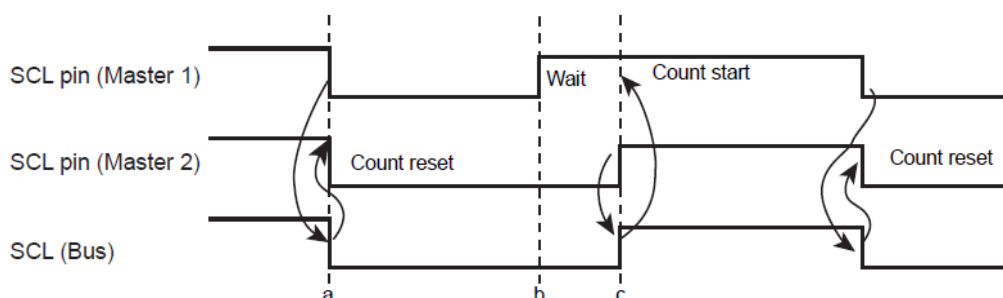 SCL pin (Master 1)
Wait
Count start
SCL pin (Master 2)
Count reset
Count reset
SCL (Bus)
a
b
c